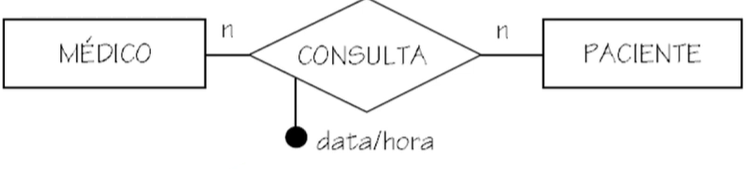 n n
MÉDICO CONSULTA PACIENTE
data/hora